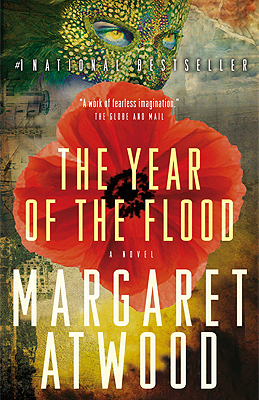 #1 NATIONAL BESTSELLER
"A work of fearless imagination."
THE GLOBE AND MAIL
THE YEAR
OF THE FLOOD
A NOVEL
MARGARET
ATWOOD